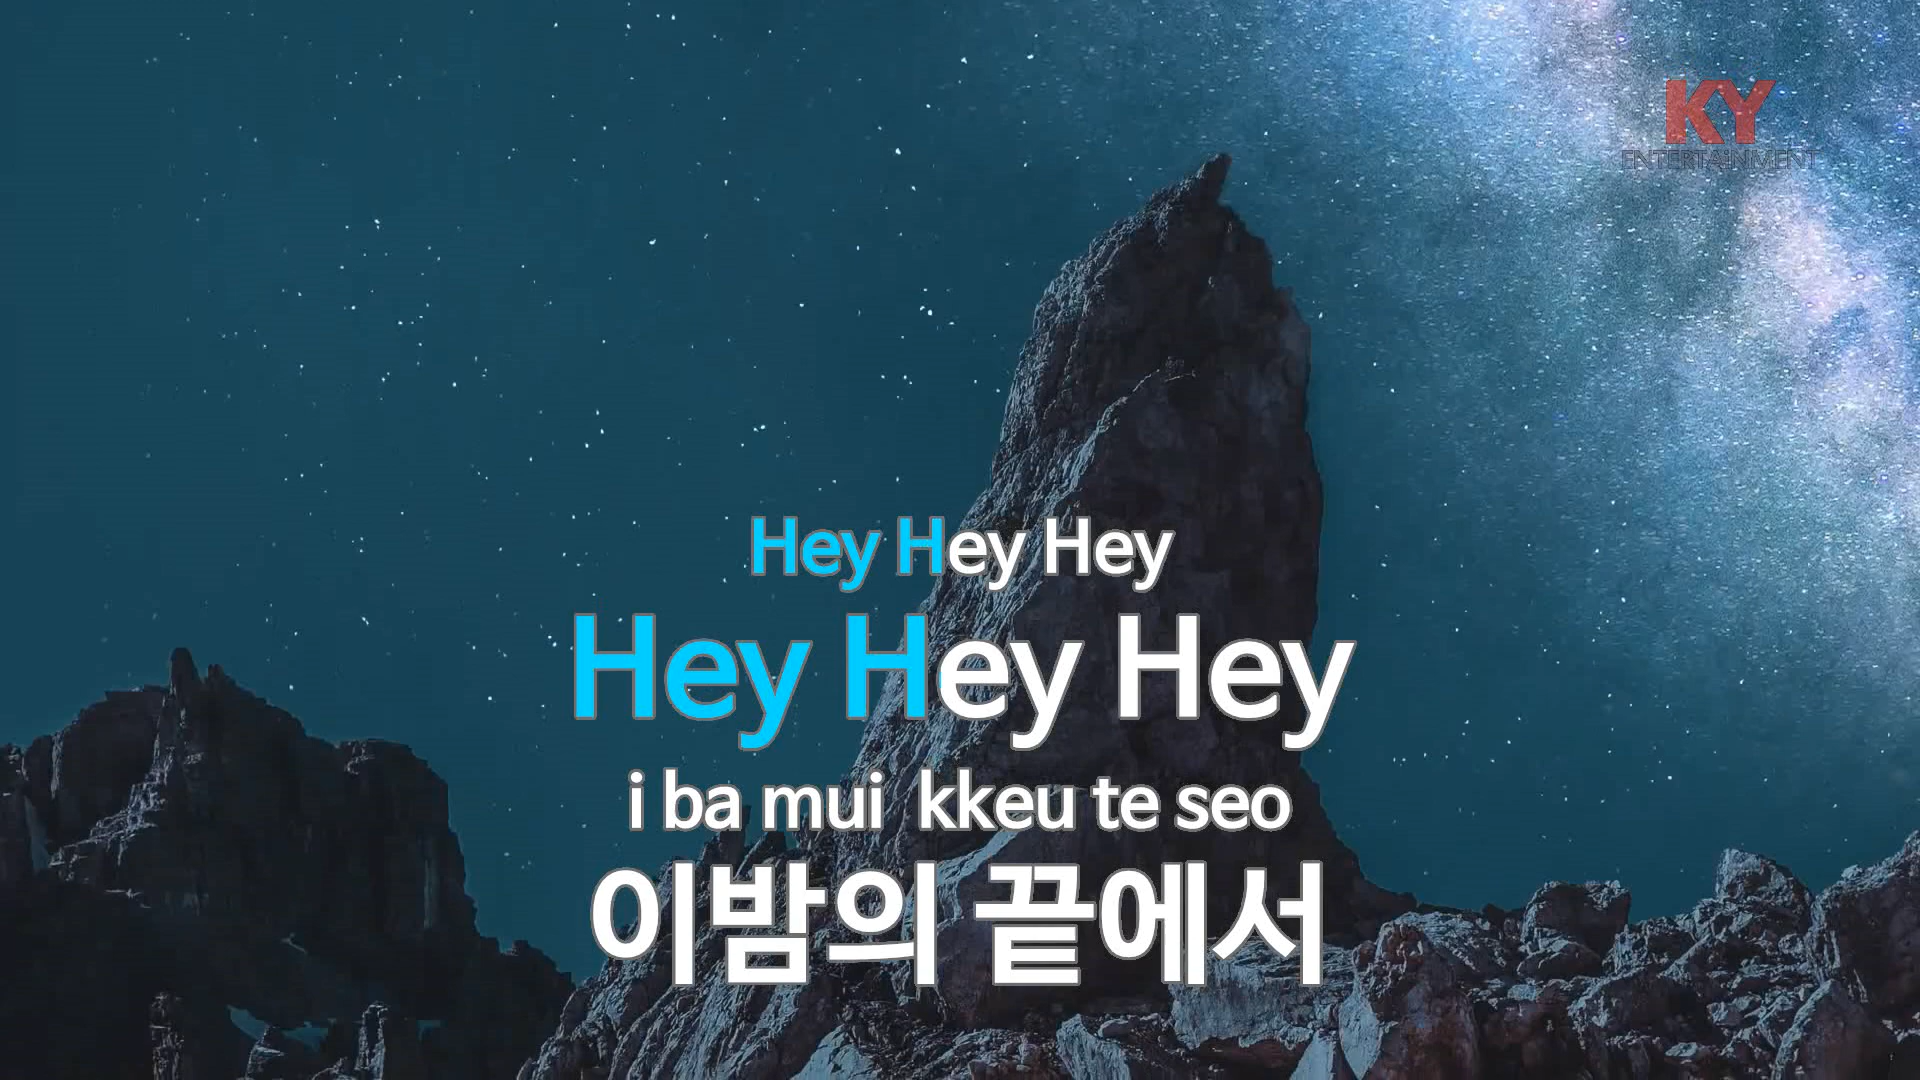 KY
ENTERTAiNMENT
Hey Hey Hey
Hey Hey Hey
i ba mui kkeu te seo
이밤의 끝에서